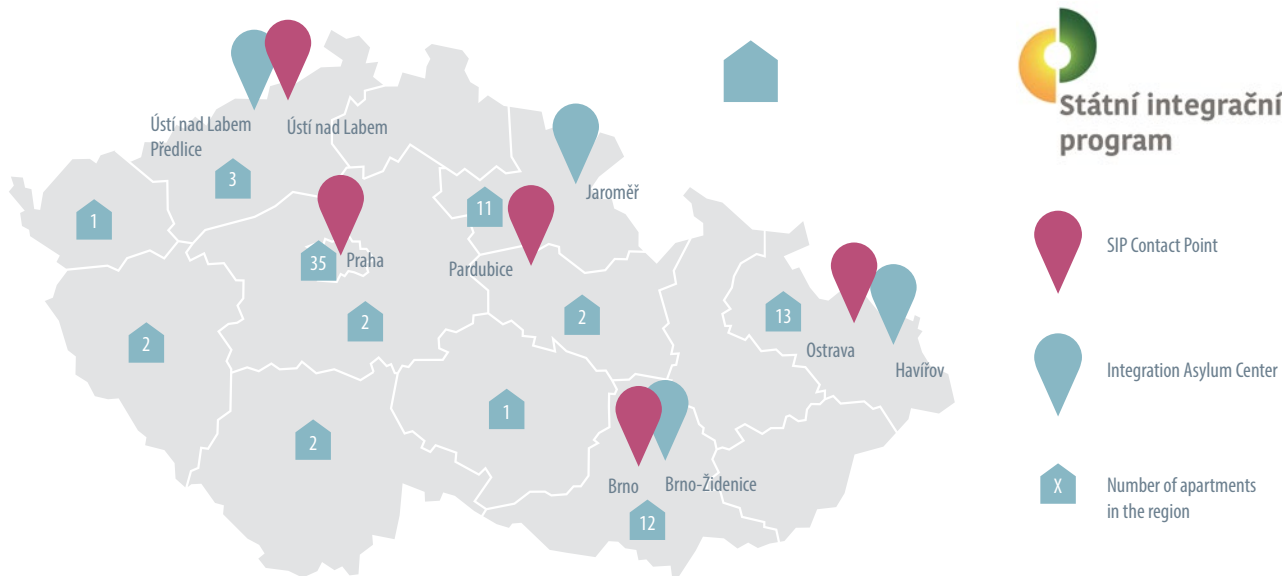 Státní integrační
program
Ústí nad Labem
Předlice
Ústí nad Labem
3
1
Jaroměř
11
35
Praha
Pardubice
2
2
2
13
Ostrava
Havířov
1
2
Brno
Brno-Židenice
12
SIP Contact Point
Integration Asylum Center
X
Number of apartments
in the region